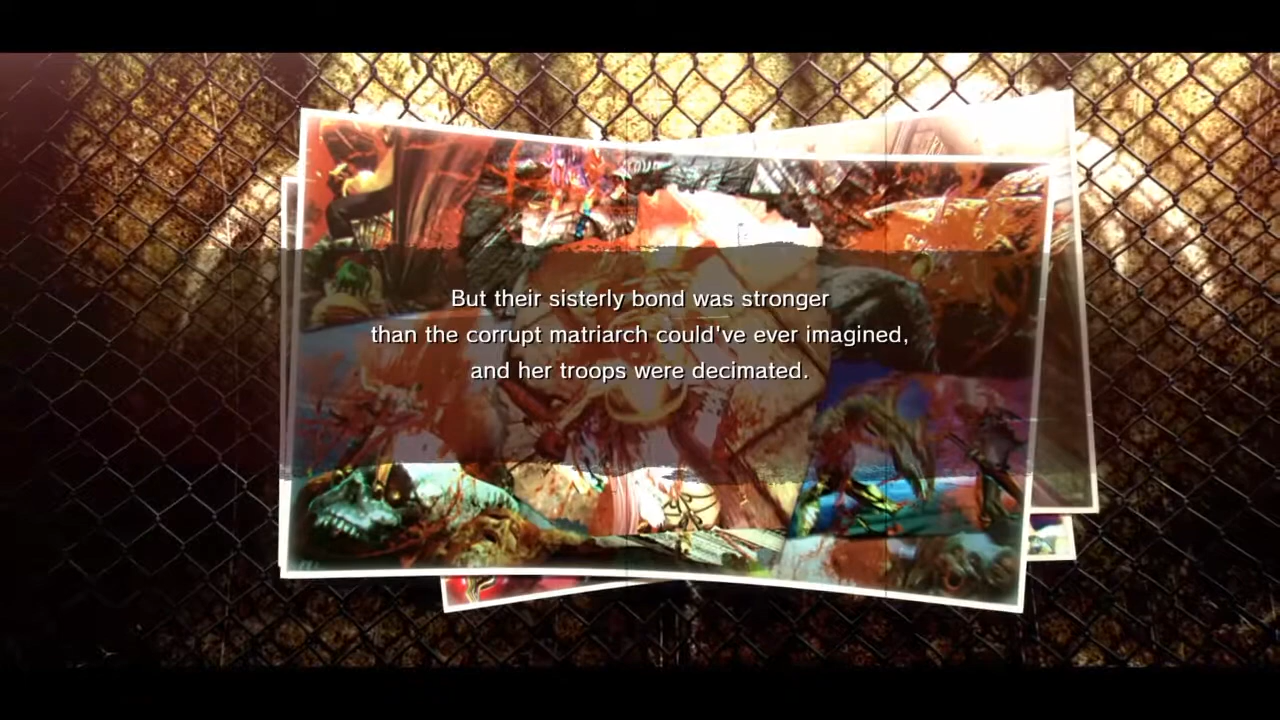 But their sisterly bond was stronger
than the corrupt matriarch could've ever imagined,
and her troops were decimated.